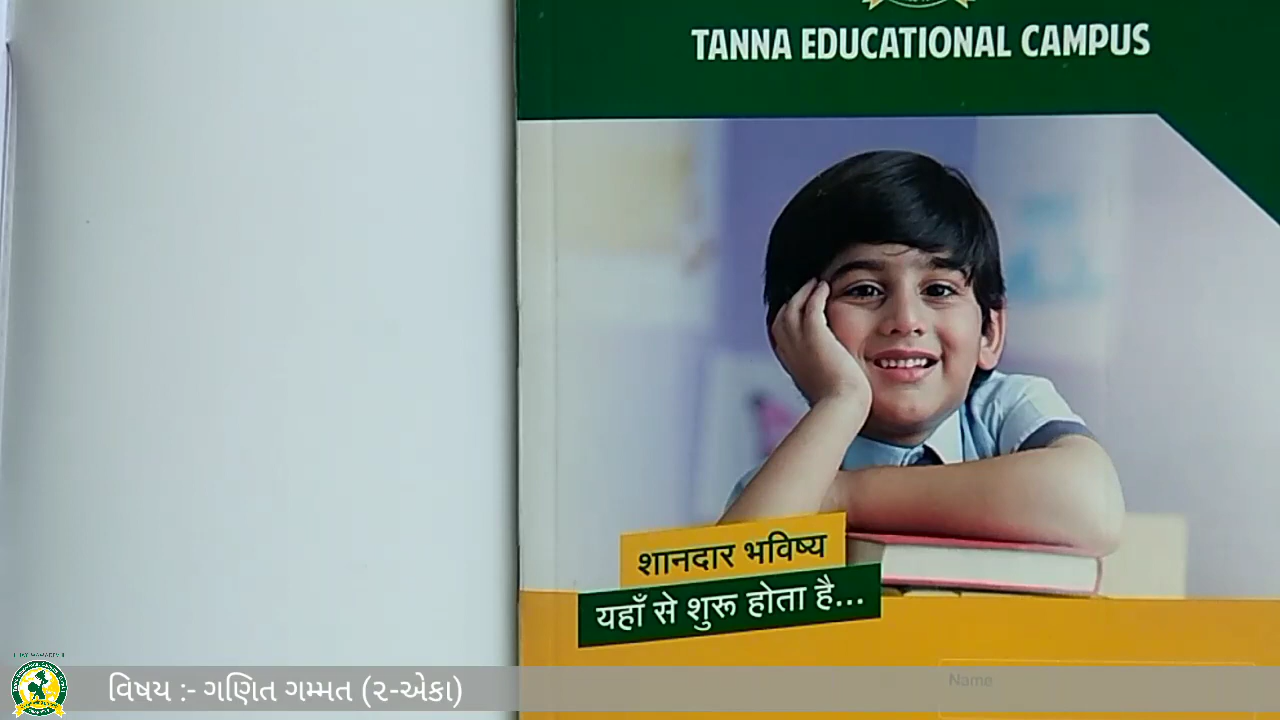 TANNA EDUCATIONAL CAMPUS
शानदार भविष्य
यहाँ से शुरू होता है...
Name
વિષય :- ગણિત ગમ્મત (૨-એકા)